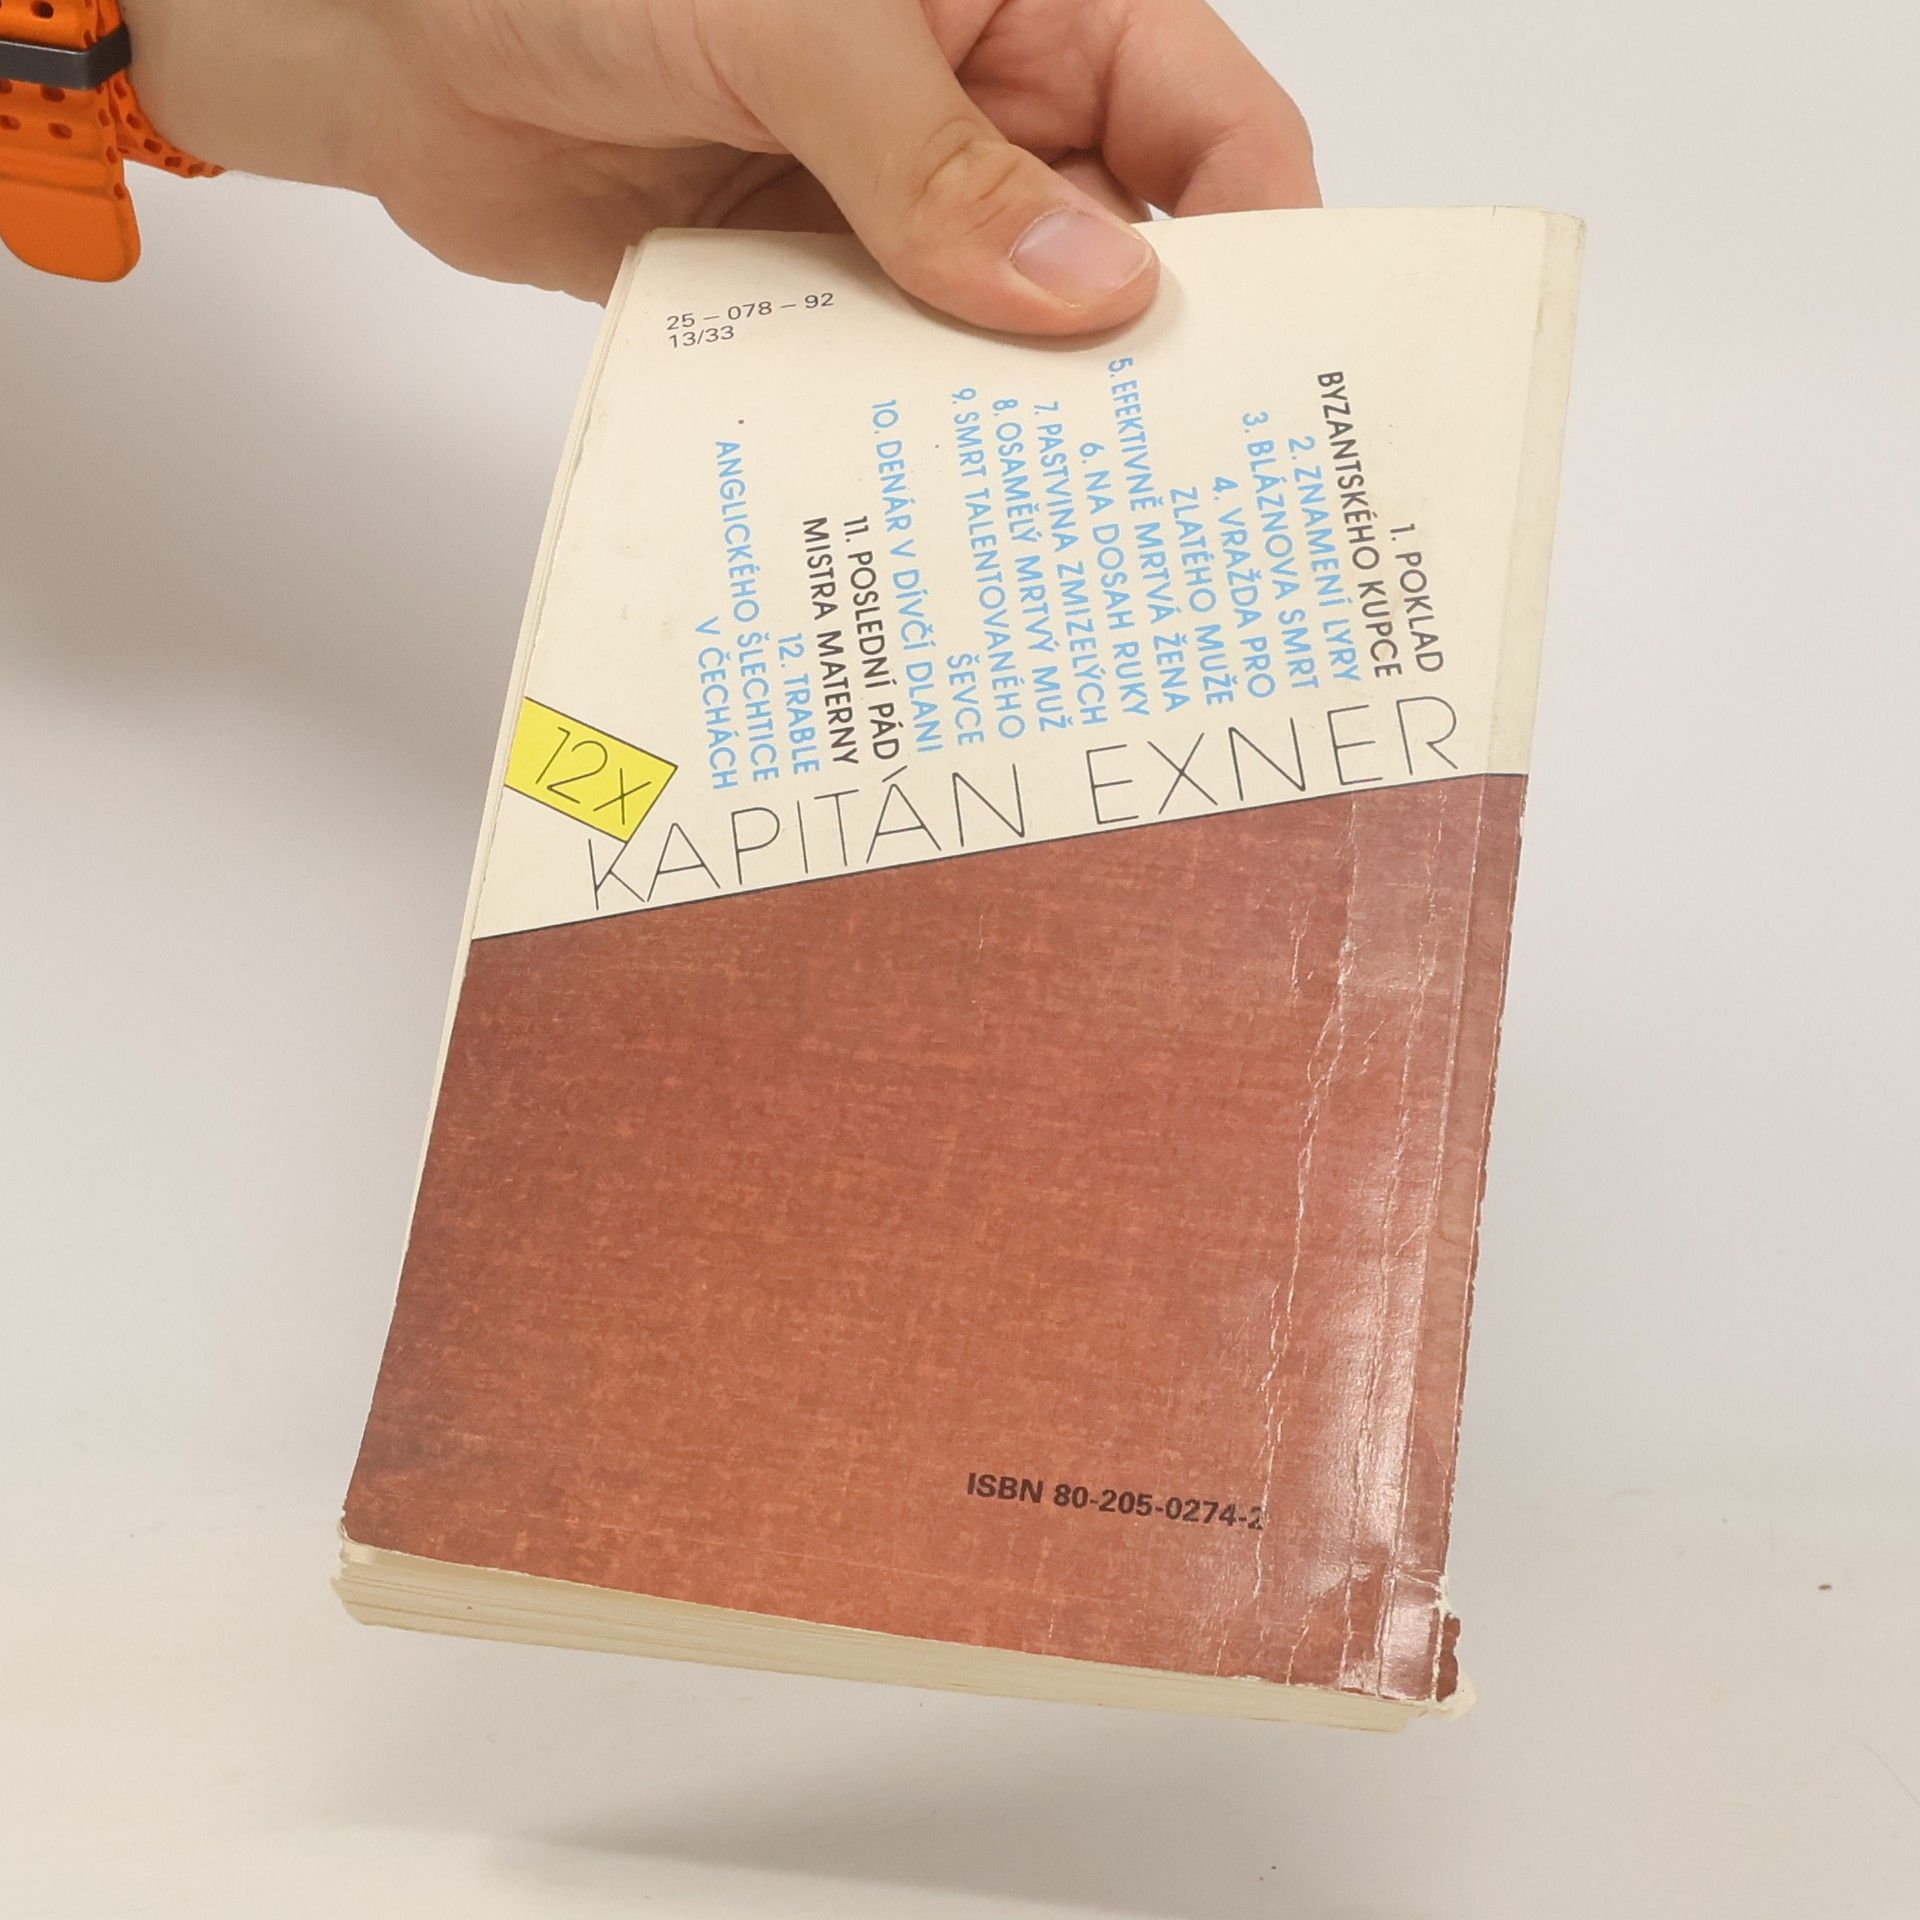 25 – 078 – 92
13/33
1. POKLAD
BYZANTSKÉHO KUPCE
2. ZNAMENÍ LYRY
3. BLÁZNOVA SMRT
4. VRAŽDA PRO
ZLATÉHO MUŽE
5. EFEKTIVNĚ MRTVÁ ŽENA
6. NA DOSAH RUKY
7. PASTVINA ZMIZELÝCH
8. OSAMĚLÝ MRTVÝ MUŽ
9. SMRT TALENTOVANÉHO
ŠEVCE
10. DENÁR V DÍVČÍ DLANI
11. POSLEDNÍ PÁD
MISTRA MATERNY
12. TRABLE
ANGLICKÉHO ŠLECHTICE
V ČECHÁCH
12X
KAPITÁN EXNER
ISBN 80-205-0274-2